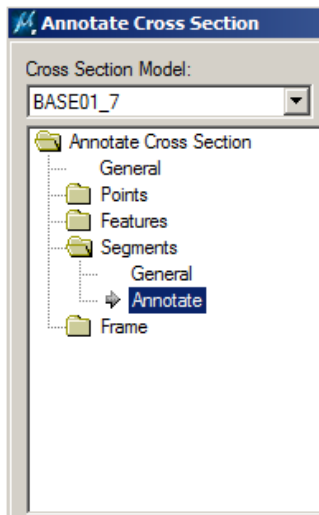 Annotate Cross Section
Cross Section Model:
BASE01_7
Annotate Cross Section
General
Points
Features
Segments
General
Annotate
Frame